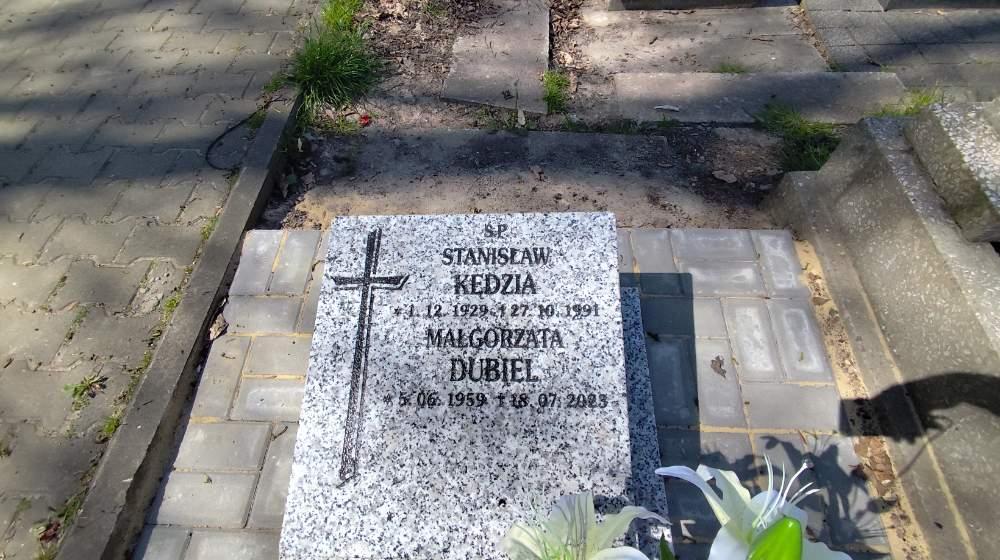 Ś.P.
STANISŁAW
KĘDZIA
* 1. 12. 1929 - † 27. 10. 1991
MAŁGORZATA
DUBIEL
* 5. 06. 1959 † 18. 07. 2023